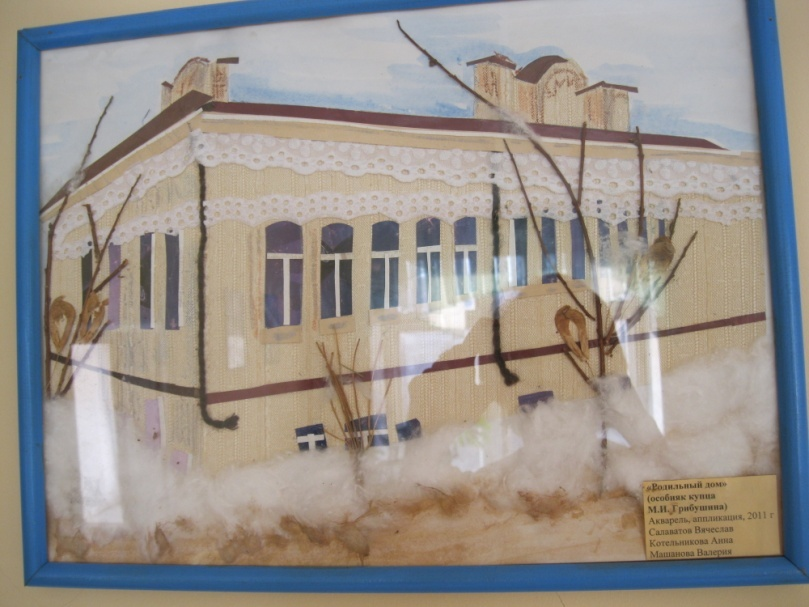 «Родильный дом»
(особняк купца
М.И. Грибушина)
Акварель, аппликация, 2011 г
Салаватов Вячеслав
Котельникова Анна
Машанова Валерия